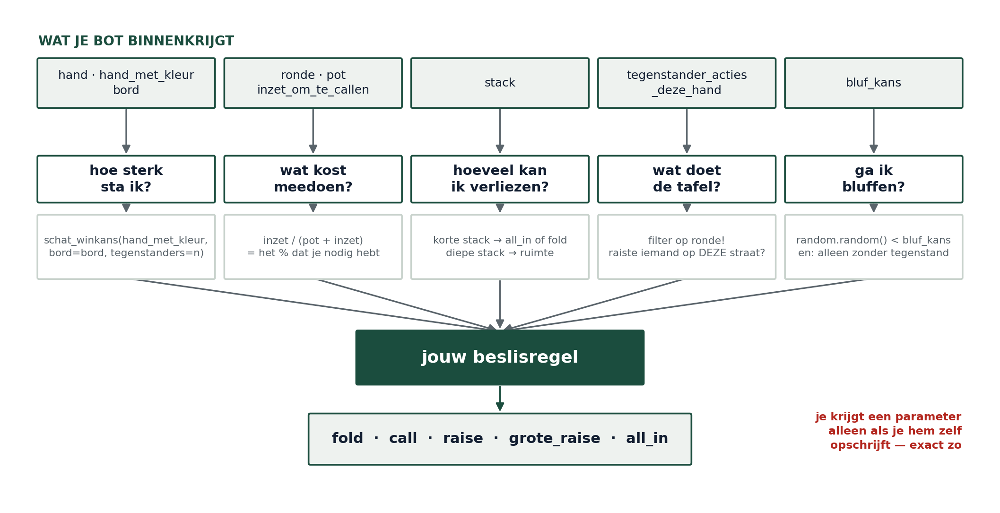 WAT JE BOT BINNENKRIJGT
hand · hand_met_kleur
bord
ronde · pot
inzet_om_te_callen
stack
tegenstander_acties
_deze_hand
bluf_kans
hoe sterk
sta ik?
wat kost
meedoen?
hoeveel kan
ik verliezen?
wat doet
de tafel?
ga ik
bluffen?
schat_winkans(hand_met_kleur,
bord=bord, tegenstanders=n)
inzet / (pot + inzet)
= het % dat je nodig hebt
korte stack → all_in of fold
diepe stack → ruimte
filter op ronde!
raiste iemand op DEZE straat?
random.random() < bluf_kans
en: alleen zonder tegenstand
jouw beslisregel
fold · call · raise · grote_raise · all_in
je krijgt een parameter
alleen als je hem zelf
opschrijft — exact zo